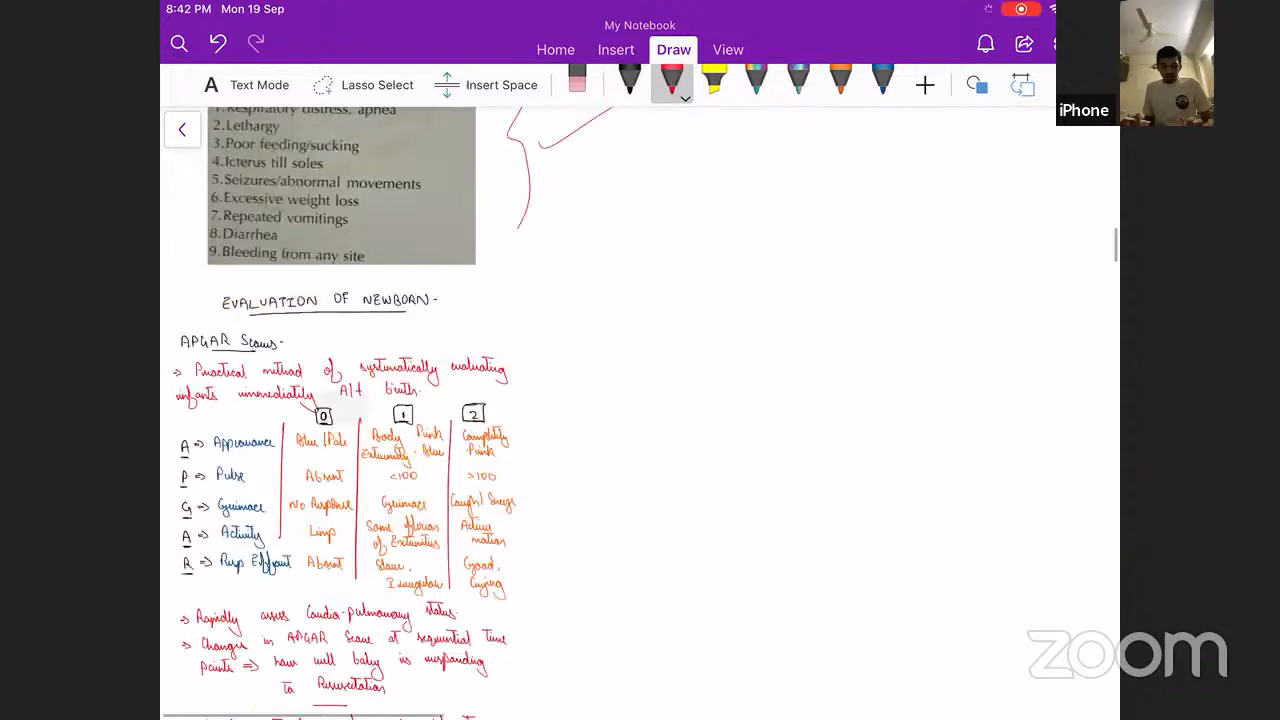 8:42 PM Mon 19 Sep
My Notebook
Home Insert Draw View
A Text Mode Lasso Select Insert Space
iPhone
1.Respiratory distress, apnea
2.Lethargy
3.Poor feeding/sucking
4.Icterus till soles
5.Seizures/abnormal movements
6.Excessive weight loss
7.Repeated vomitings
8.Diarrhea
9.Bleeding from any site
EVALUATION OF NEWBORN-
APGAR Scores-
→ Practical method of systematically evaluating
infants immediately A/t birth.
0 1 2
A => Appearance Blue/Pale Body Pink Extremity-Blue Completely Pink
P => Pulse Absent <100 >100
G => Grimace No Response Grimace Cough/Sneeze
A => Activity Limp Some flexion of Extremities Active motion
R => Resp Effort Absent Slow, Irregular Good, Crying
→ Rapidly assess Cardio-pulmonary status.
→ Changes in APGAR Score at sequential time
points => how well baby is responding
To Resuscitation
zoom